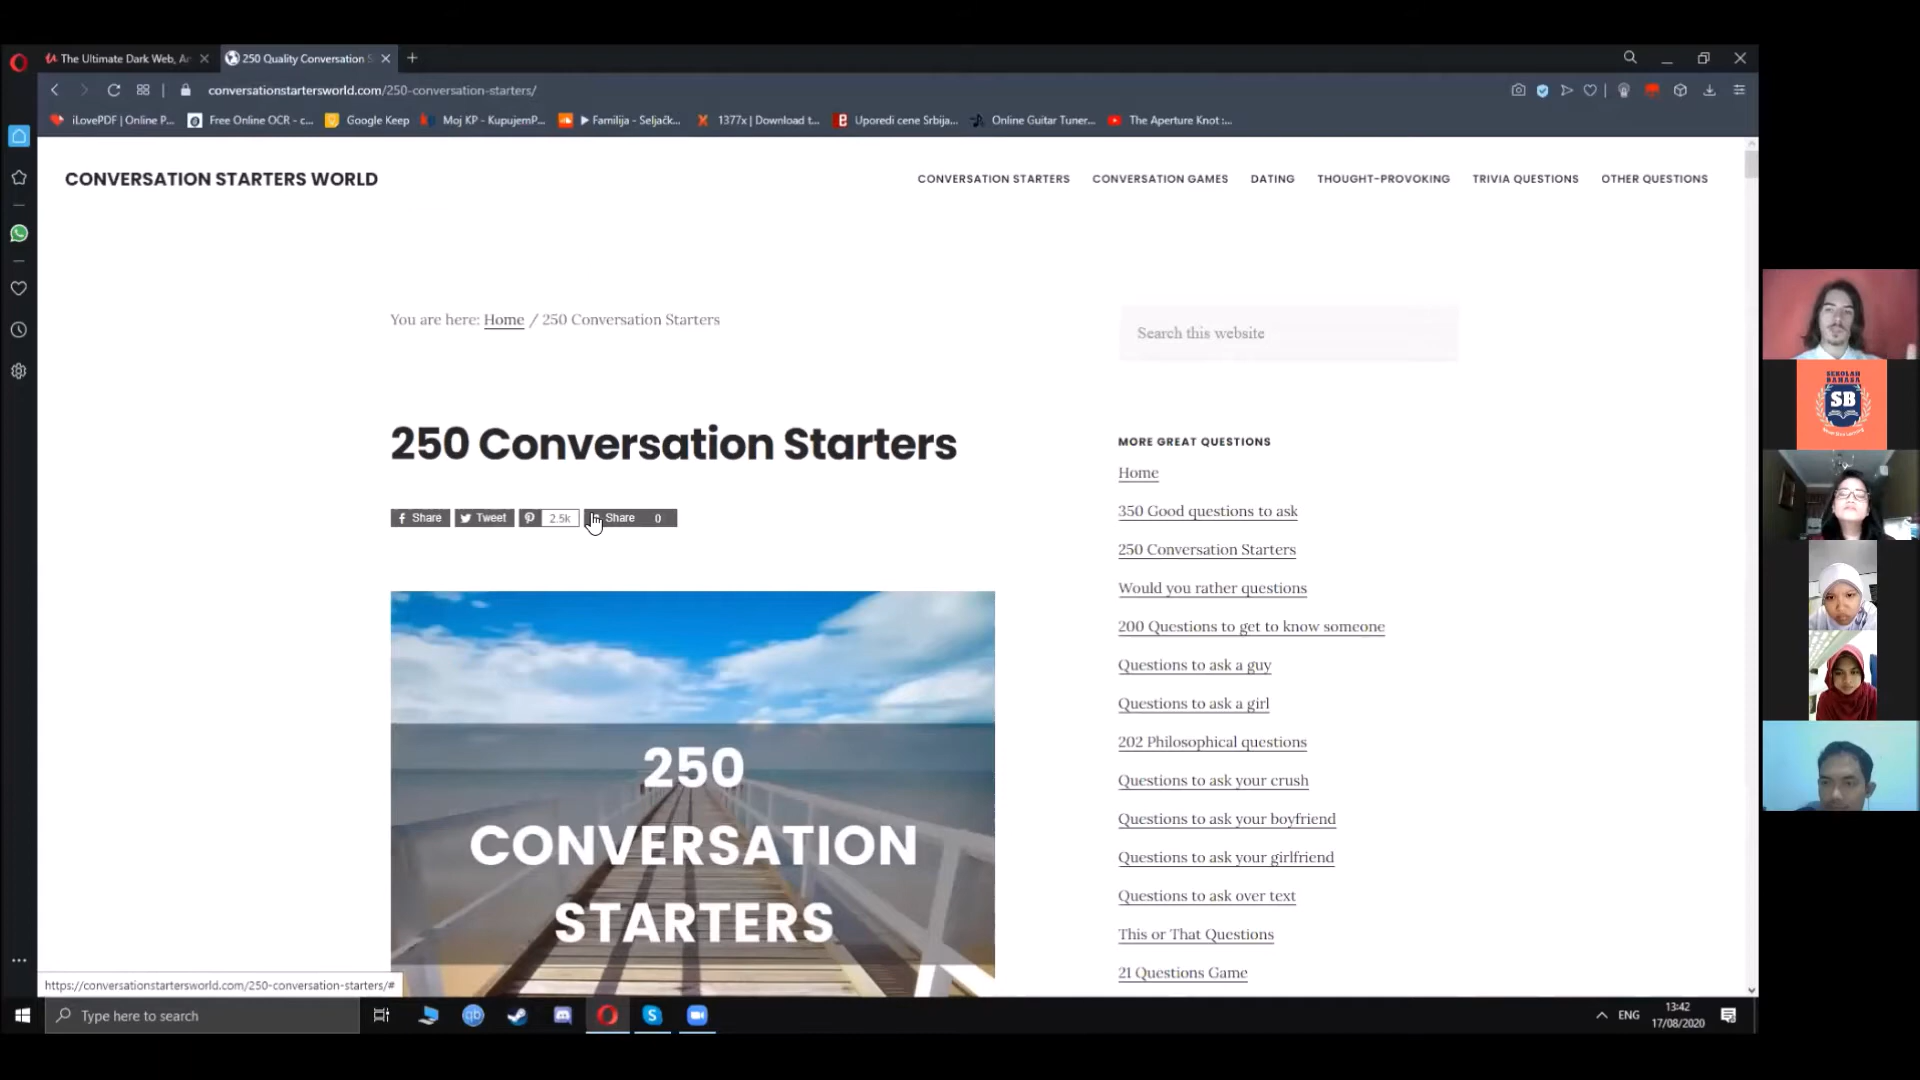 The Ultimate Dark Web, An
250 Quality Conversation S
conversationstartersworld.com/250-conversation-starters/
iLovePDF | Online P...
Free Online OCR - c...
Google Keep
Moj KP - KupujemP...
▶ Familija - Seljačk...
1377x | Download t...
Uporedi cene Srbija...
Online Guitar Tuner...
The Aperture Knot :...
CONVERSATION STARTERS WORLD
CONVERSATION STARTERS
CONVERSATION GAMES
DATING
THOUGHT-PROVOKING
TRIVIA QUESTIONS
OTHER QUESTIONS
You are here: Home / 250 Conversation Starters
Search this website
250 Conversation Starters
Share
Tweet
2.5k
Share 0
250
CONVERSATION
STARTERS
MORE GREAT QUESTIONS
Home
350 Good questions to ask
250 Conversation Starters
Would you rather questions
200 Questions to get to know someone
Questions to ask a guy
Questions to ask a girl
202 Philosophical questions
Questions to ask your crush
Questions to ask your boyfriend
Questions to ask your girlfriend
Questions to ask over text
This or That Questions
21 Questions Game
SEKOLAH
BAHASA
SB
https://conversationstartersworld.com/250-conversation-starters/#
Type here to search
qb
ENG
13:42
17/08/2020